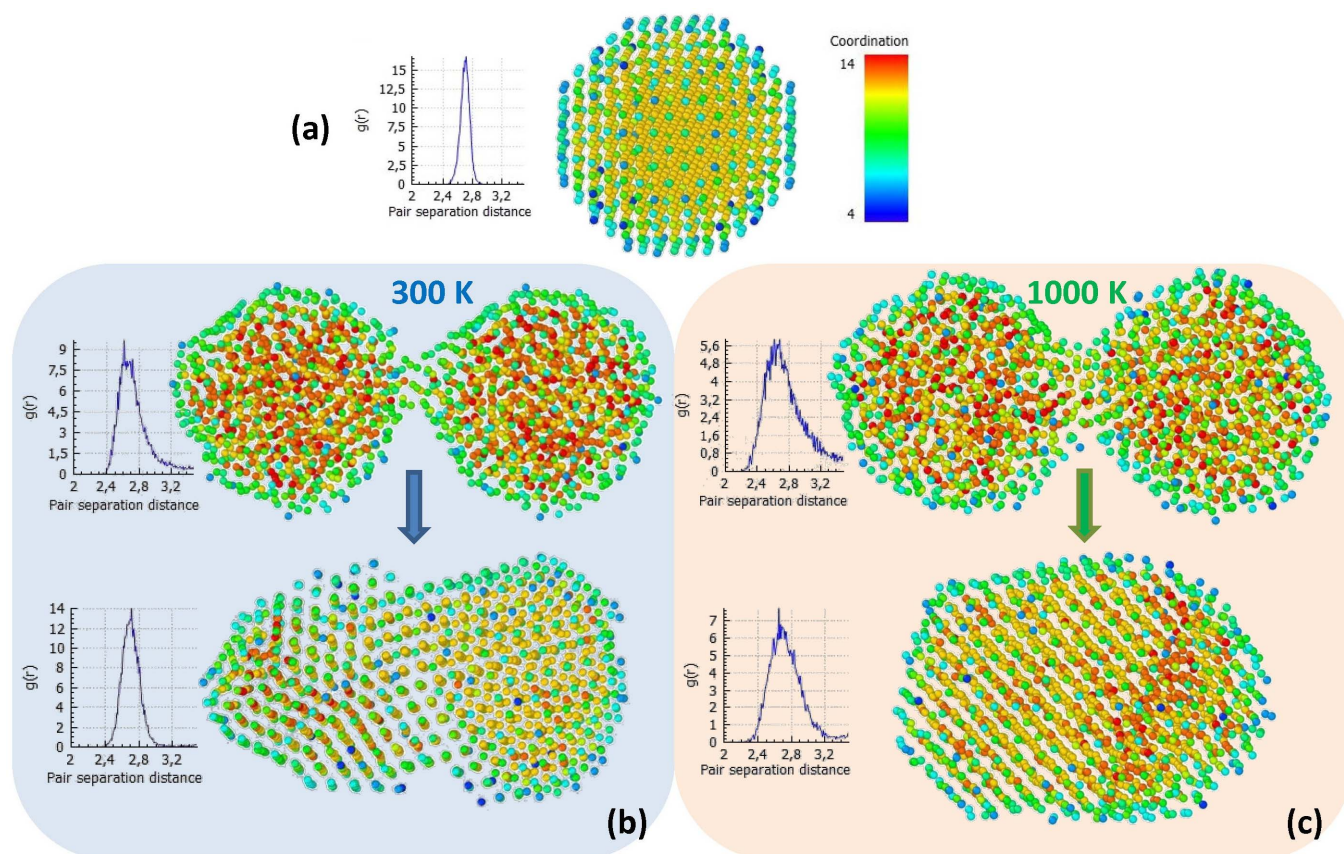 (a)
g(r)
15
12,5
10
7,5
5
2,5
0
2 2,4 2,8 3,2
Pair separation distance
Coordination
14
4
300 K
g(r)
9
7,5
6
4,5
3
1,5
0
2 2,4 2,8 3,2
Pair separation distance
g(r)
14
12
10
8
6
4
2
0
2 2,4 2,8 3,2
Pair separation distance
(b)
1000 K
g(r)
5,6
4,8
4
3,2
2,4
1,6
0,8
0
2 2,4 2,8 3,2
Pair separation distance
g(r)
7
6
5
4
3
2
1
0
2 2,4 2,8 3,2
Pair separation distance
(c)